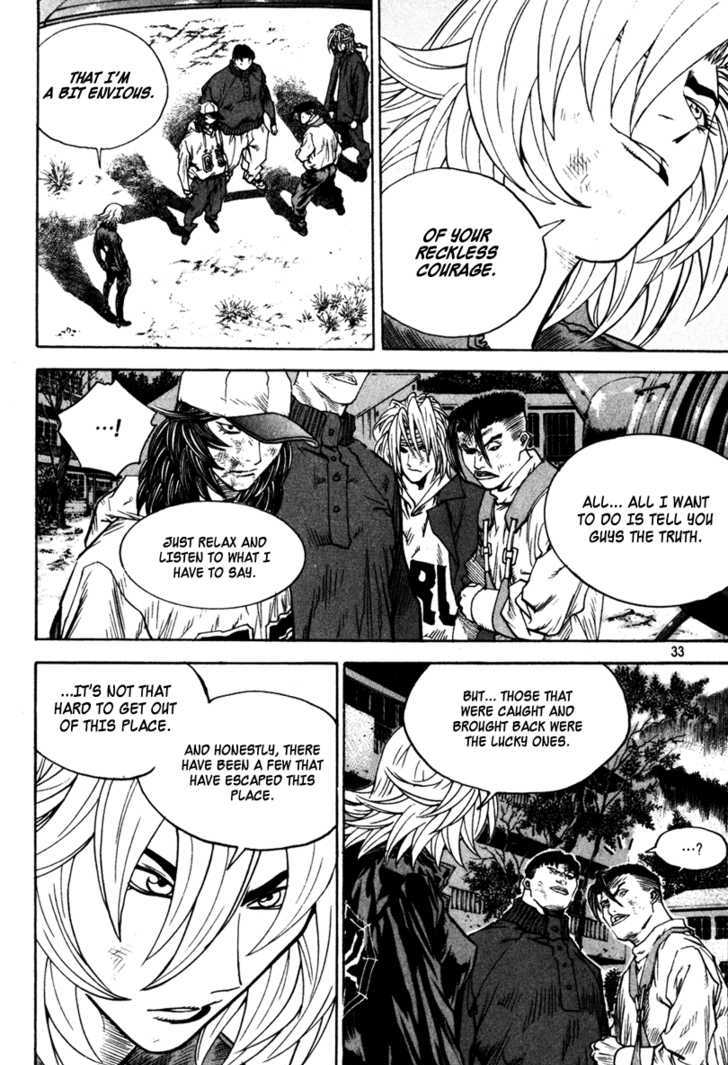 THAT I'M
A BIT ENVIOUS.
OF YOUR
RECKLESS
COURAGE.
...!
JUST RELAX AND
LISTEN TO WHAT I
HAVE TO SAY.
RL
ALL... ALL I WANT
TO DO IS TELL YOU
GUYS THE TRUTH.
33
...IT'S NOT THAT
HARD TO GET OUT
OF THIS PLACE.
AND HONESTLY, THERE
HAVE BEEN A FEW THAT
HAVE ESCAPED THIS
PLACE.
BUT... THOSE THAT
WERE CAUGHT AND
BROUGHT BACK WERE
THE LUCKY ONES.
...?